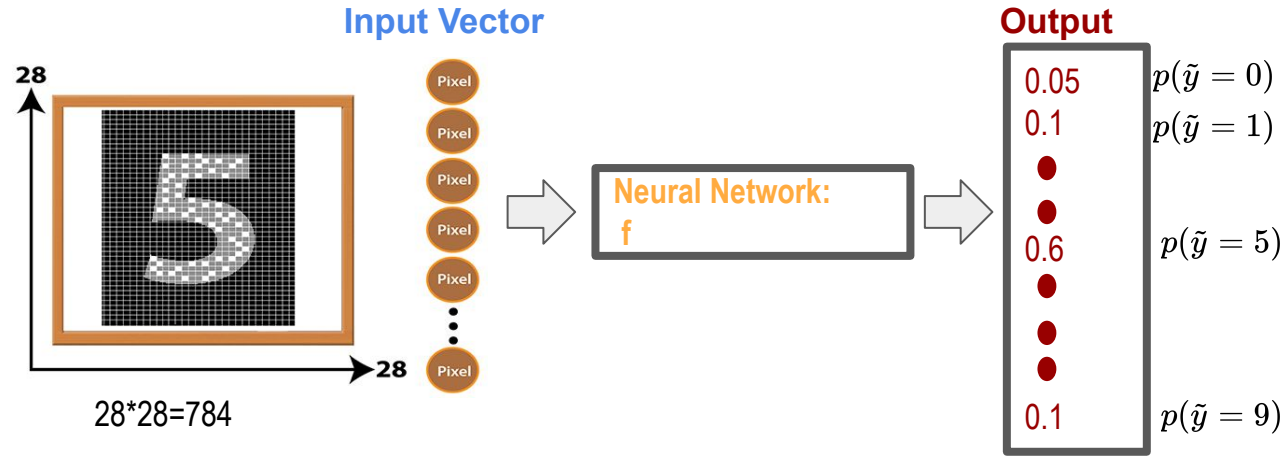 Input Vector
Output
28
Pixel
Pixel
Pixel
Pixel
Pixel
Pixel
28
28*28=784
Neural Network:
f
0.05 p(ỹ = 0)
0.1 p(ỹ = 1)
0.6 p(ỹ = 5)
0.1 p(ỹ = 9)
5